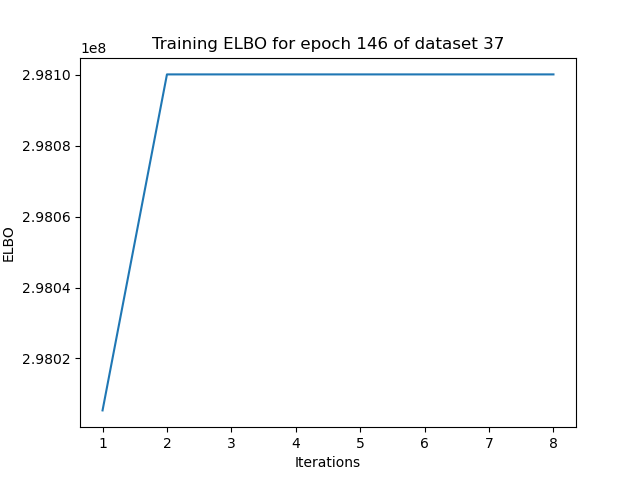 Training ELBO for epoch 146 of dataset 37
1e8
2.9810
2.9808
2.9806
2.9804
2.9802
ELBO
1 2 3 4 5 6 7 8
Iterations